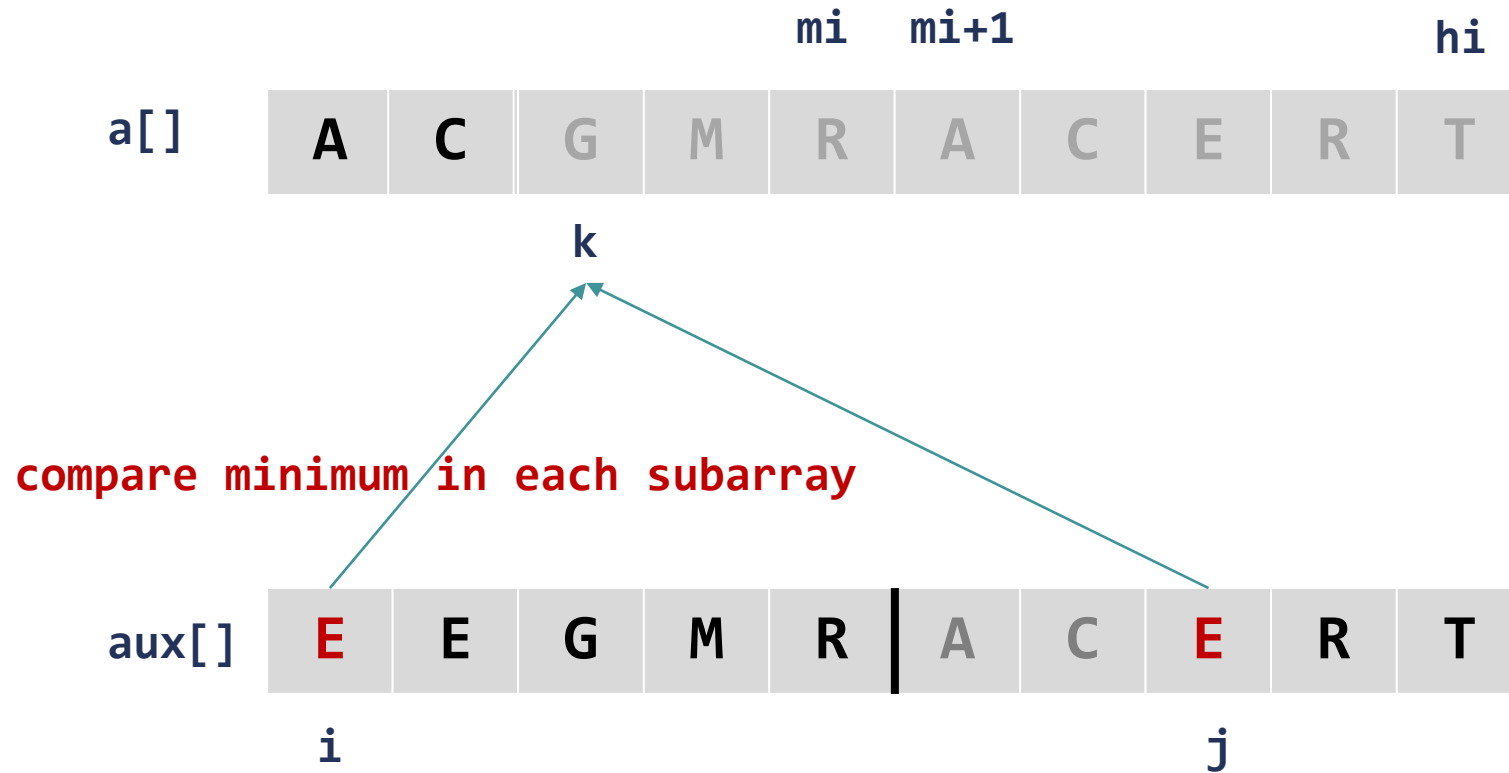 mi mi+1 hi
a[] A C G M R A C E R T
k
compare minimum in each subarray
aux[] E E G M R A C E R T
i j